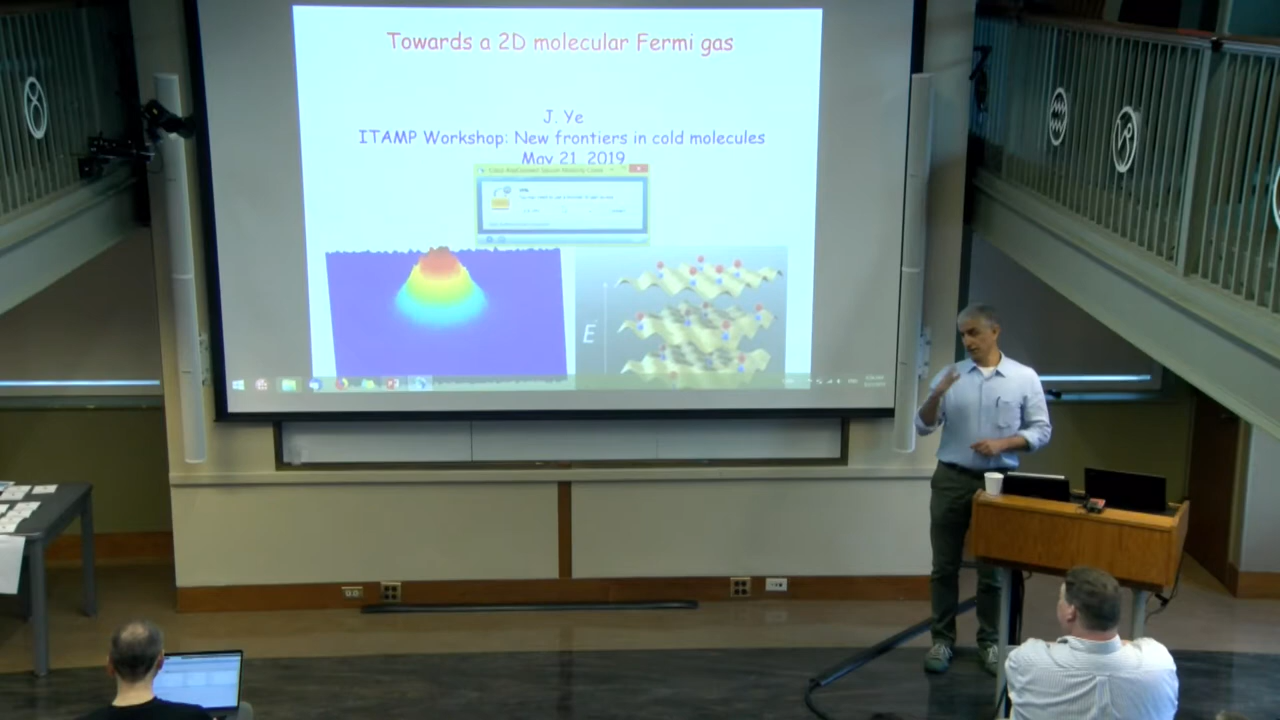 Towards a 2D molecular Fermi gas
J. Ye
ITAMP Workshop: New frontiers in cold molecules
May 21, 2019
E